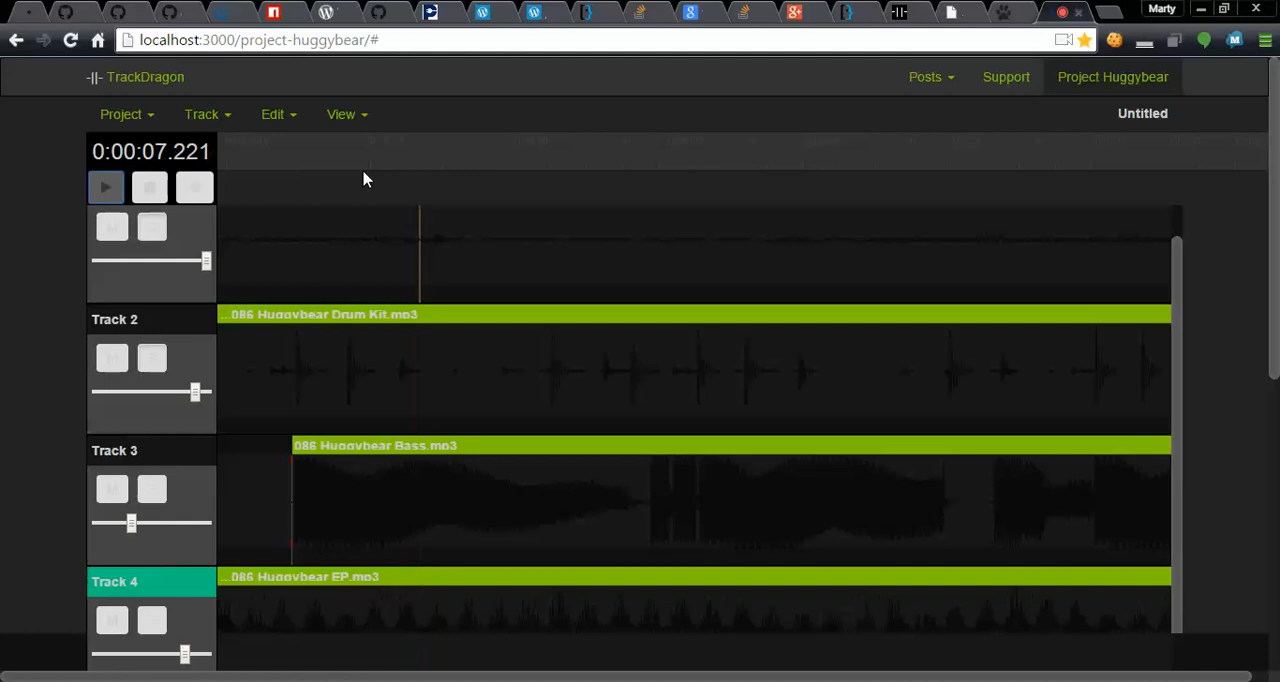 Marty
localhost:3000/project-huggybear/#
-||- TrackDragon Posts Support Project Huggybear
Project Track Edit View Untitled
0:00:07.221
Track 2 ...086 Huggybear Drum Kit.mp3
Track 3 086 Huggybear Bass.mp3
Track 4 ...086 Huggybear EP.mp3